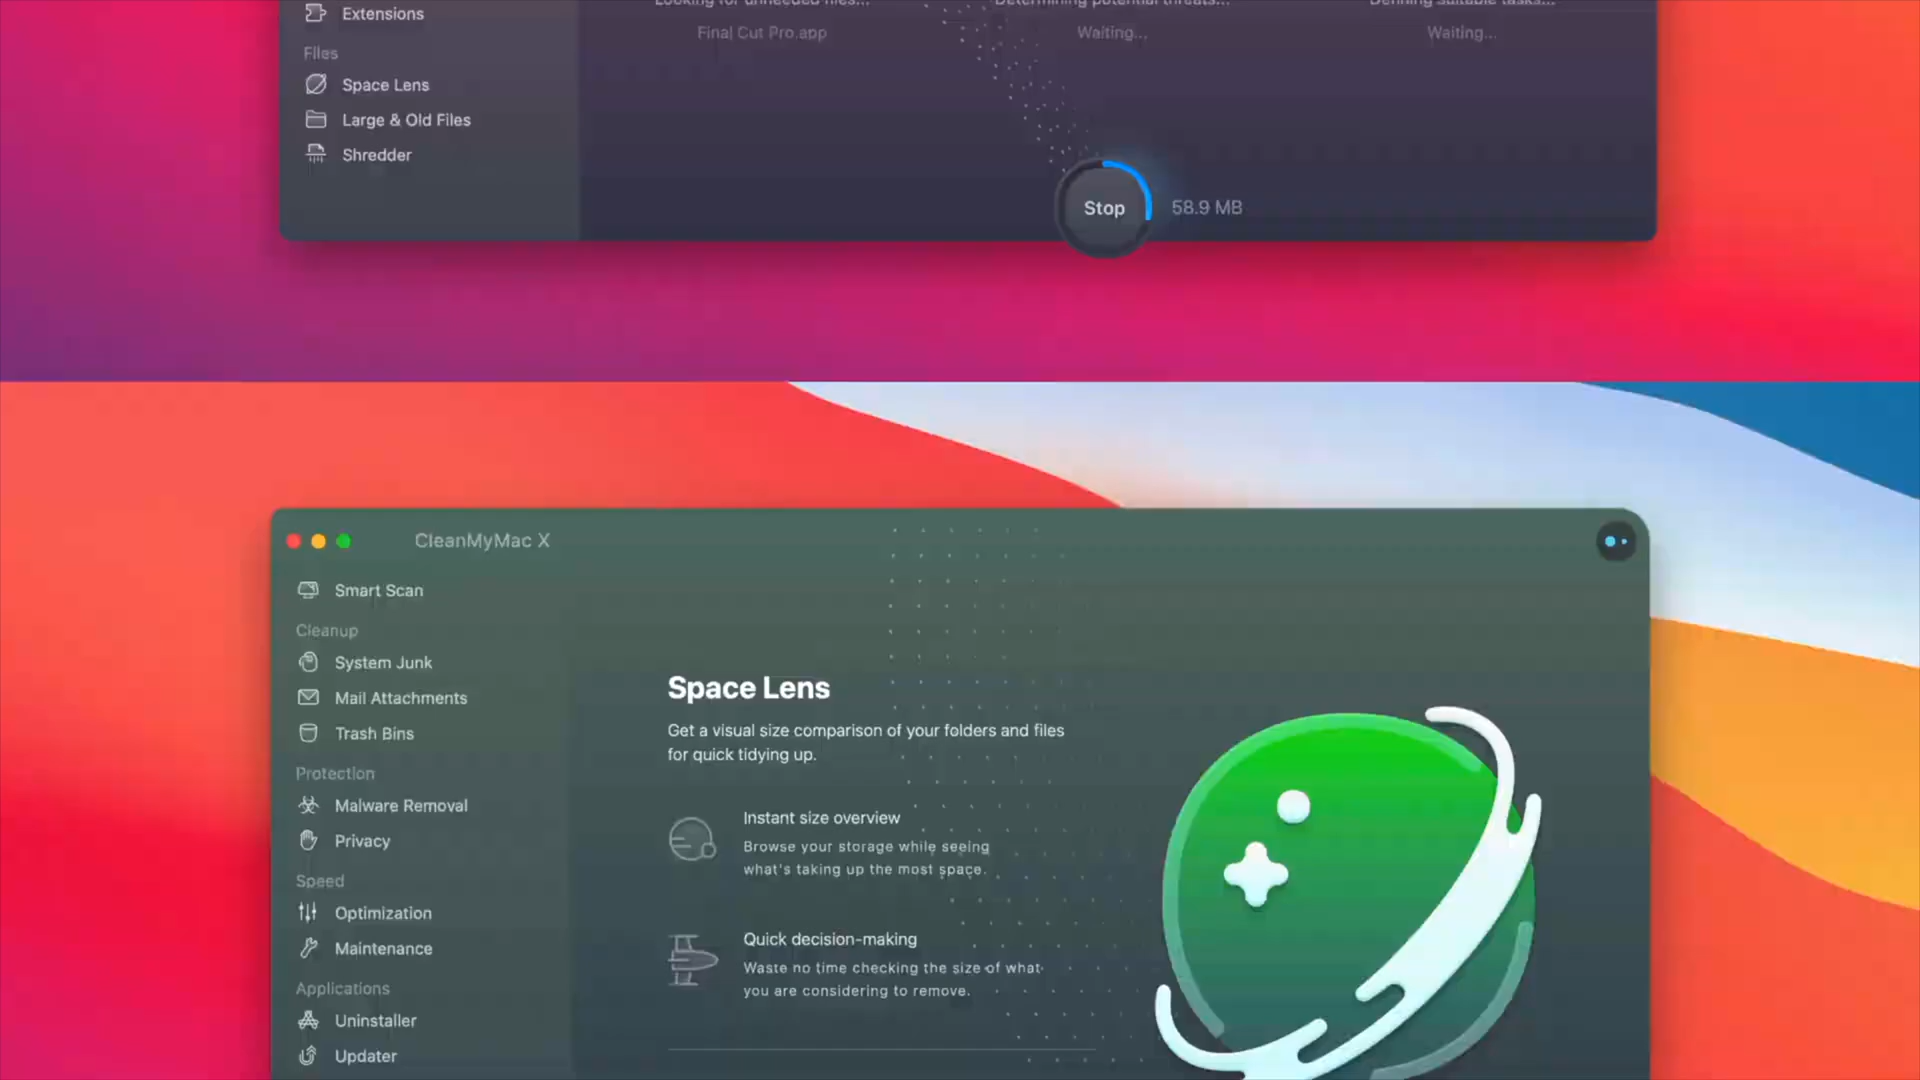 Extensions
Looking for unneeded files...
Determining potential threats...
Defining suitable tasks...
Files
Final Cut Pro.app
Waiting...
Waiting...
Space Lens
Large & Old Files
Shredder
Stop
58.9 MB
CleanMyMac X
Smart Scan
Cleanup
System Junk
Mail Attachments
Trash Bins
Protection
Malware Removal
Privacy
Speed
Optimization
Maintenance
Applications
Uninstaller
Updater
Space Lens
Get a visual size comparison of your folders and files
for quick tidying up.
Instant size overview
Browse your storage while seeing
what's taking up the most space.
Quick decision-making
Waste no time checking the size of what
you are considering to remove.